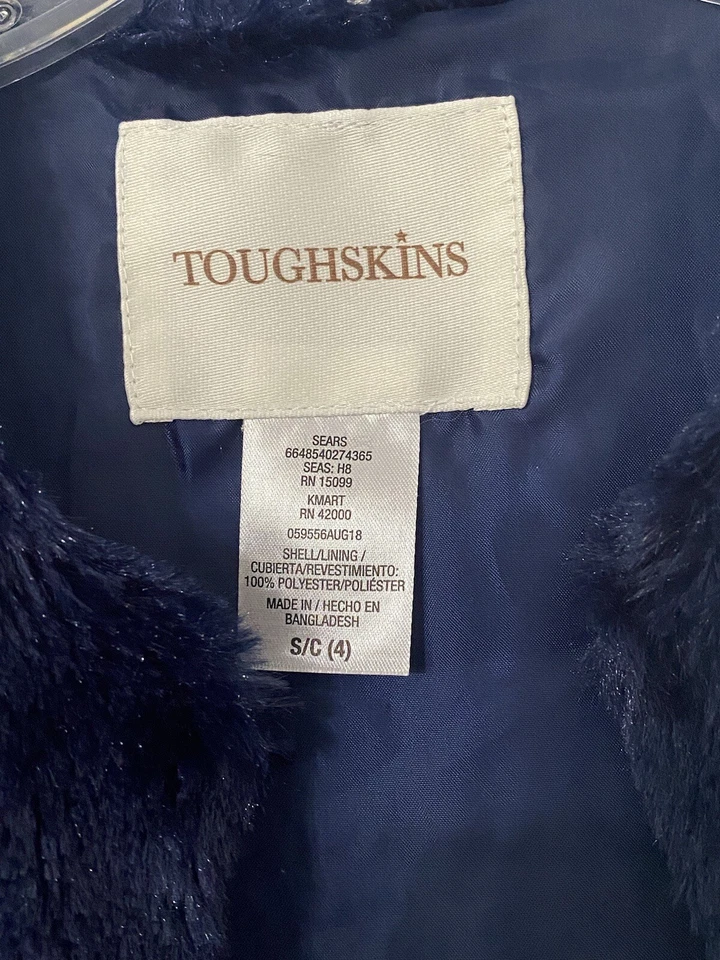 TOUGHSKINS
SEARS
6648540274365
SEAS: H8
RN 15099
KMART
RN 42000
059556AUG18
SHELL/LINING /
CUBIERTA/REVESTIMIENTO:
100% POLYESTER/POLIÉSTER
MADE IN / HECHO EN
BANGLADESH
S/C (4)